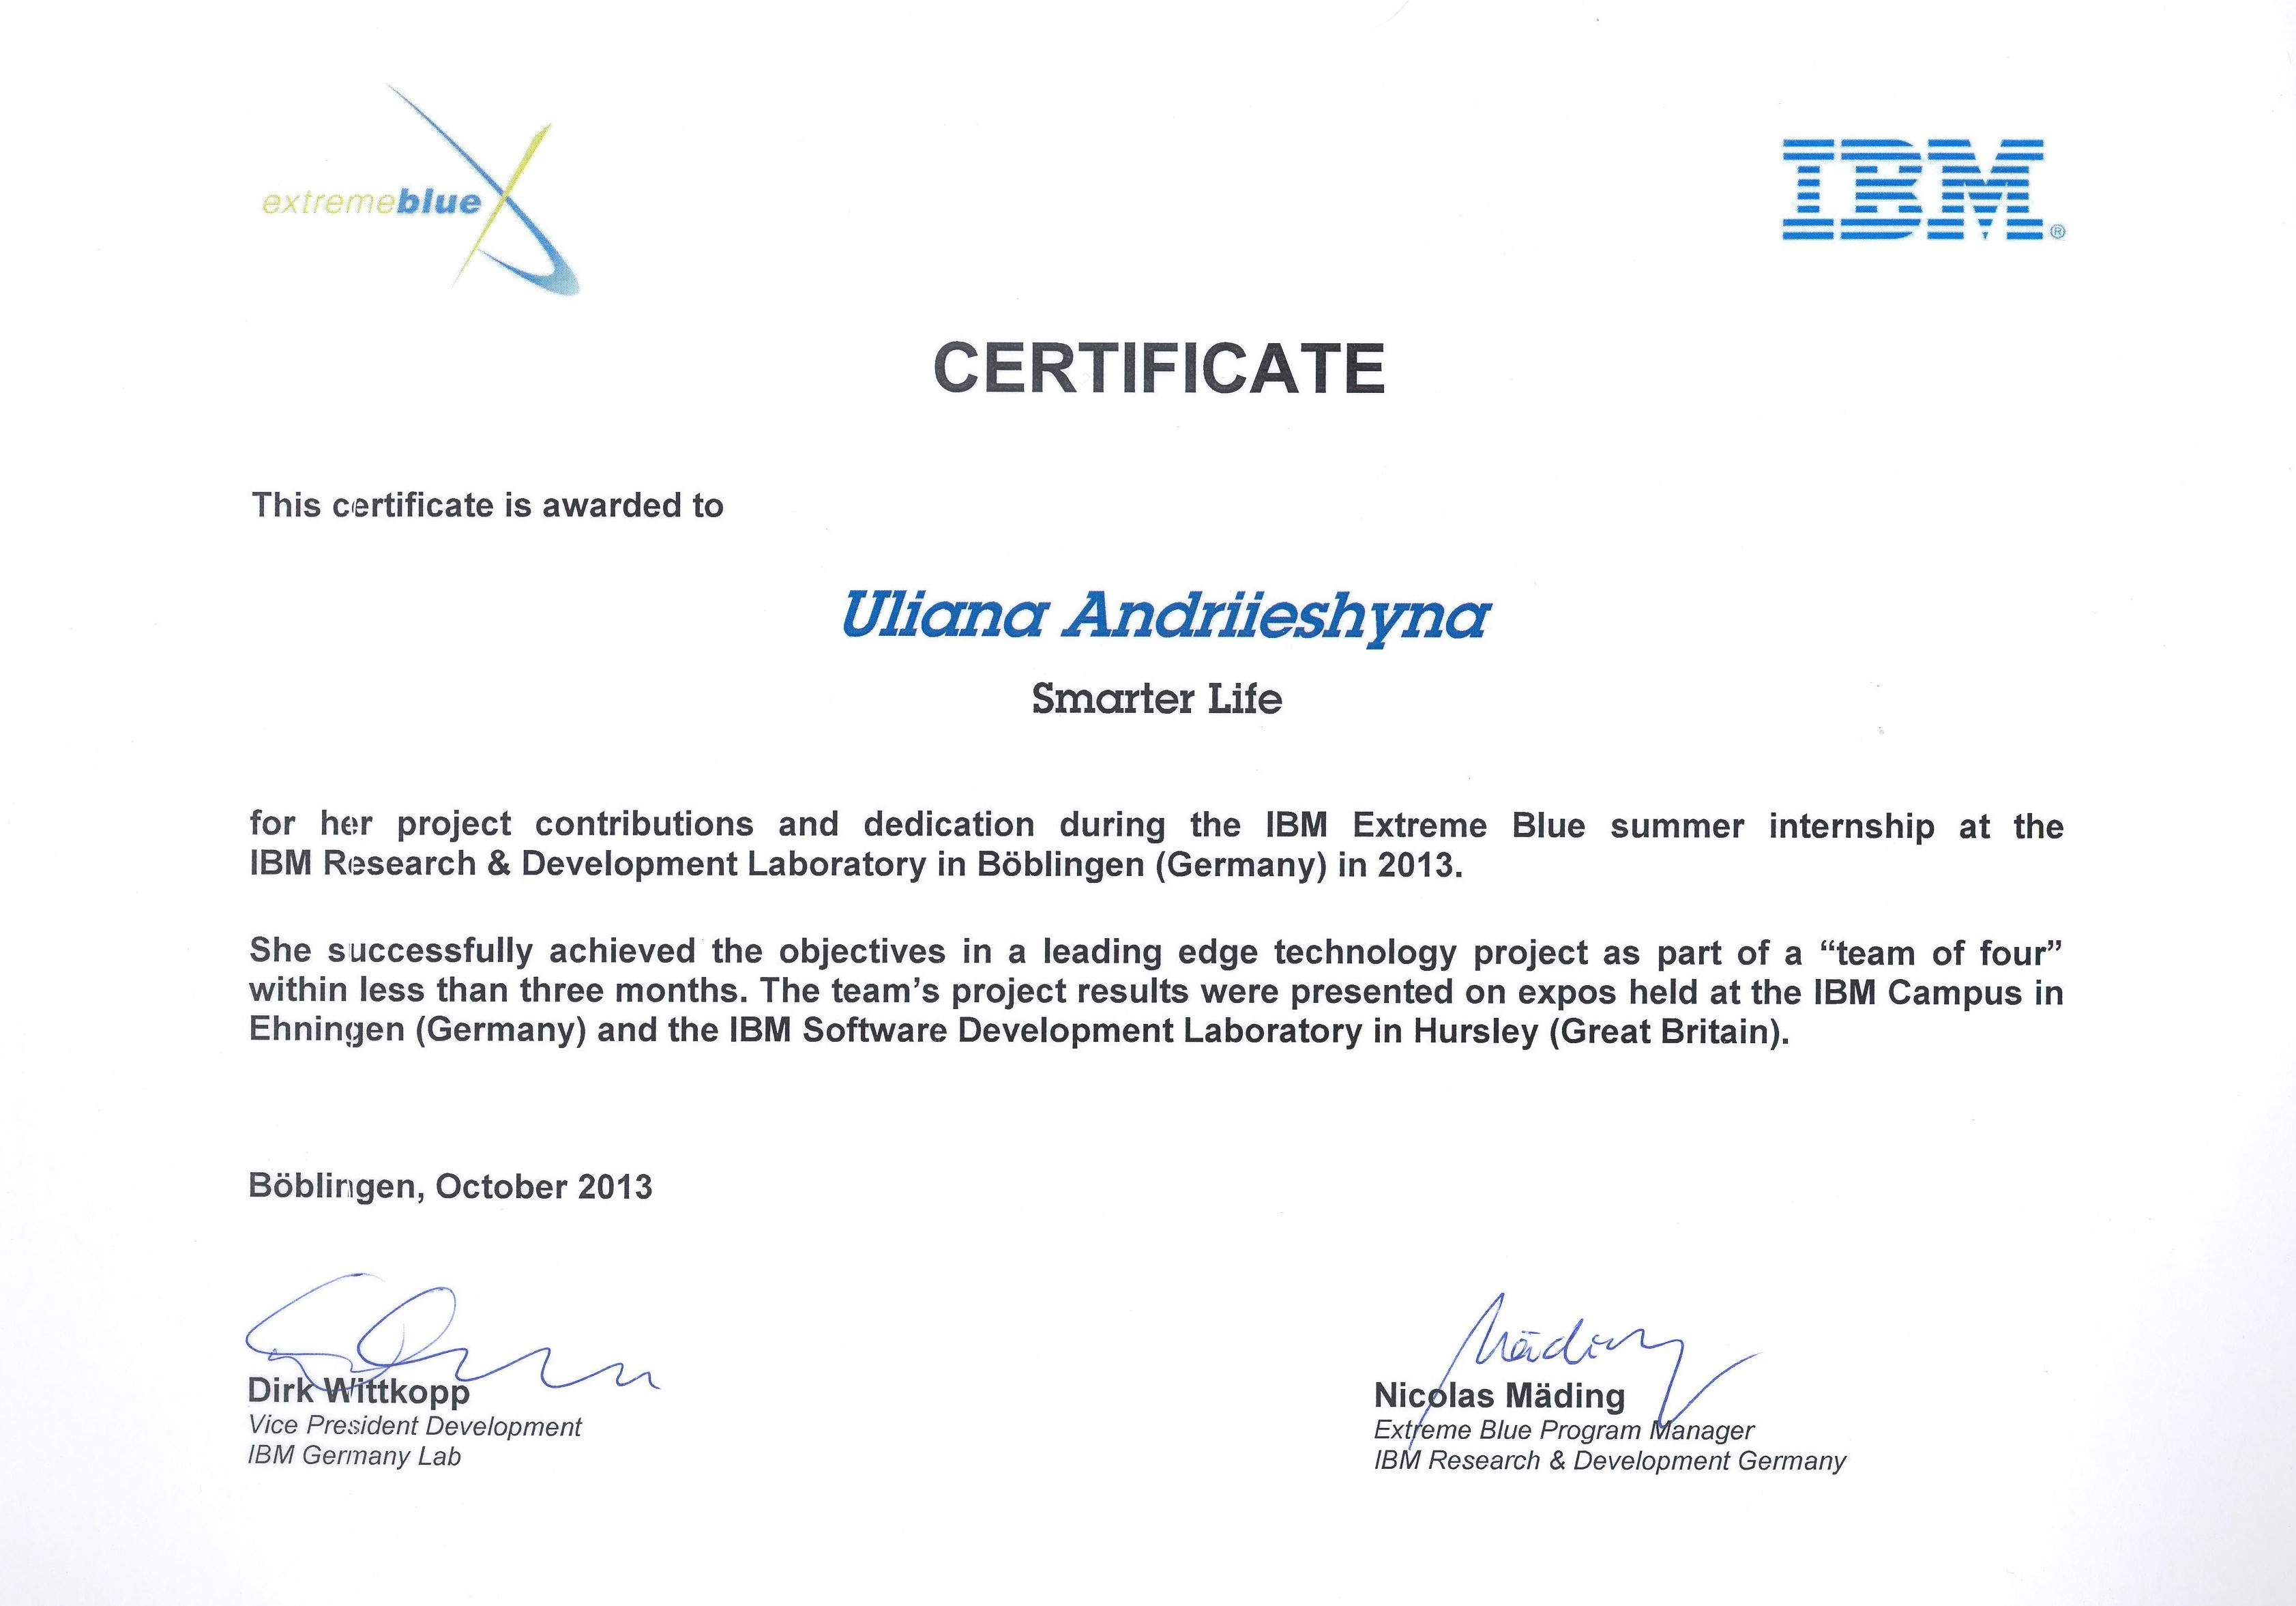 extremeblue
IBM®
CERTIFICATE
This certificate is awarded to
Uliana Andriieshyna
Smarter Life
for her project contributions and dedication during the IBM Extreme Blue summer internship at the
IBM Research & Development Laboratory in Böblingen (Germany) in 2013.
She successfully achieved the objectives in a leading edge technology project as part of a “team of four”
within less than three months. The team’s project results were presented on expos held at the IBM Campus in
Ehningen (Germany) and the IBM Software Development Laboratory in Hursley (Great Britain).
Böblingen, October 2013
Mäding
Dirk Wittkopp
Vice President Development
IBM Germany Lab
Nicolas Mäding
Extreme Blue Program Manager
IBM Research & Development Germany